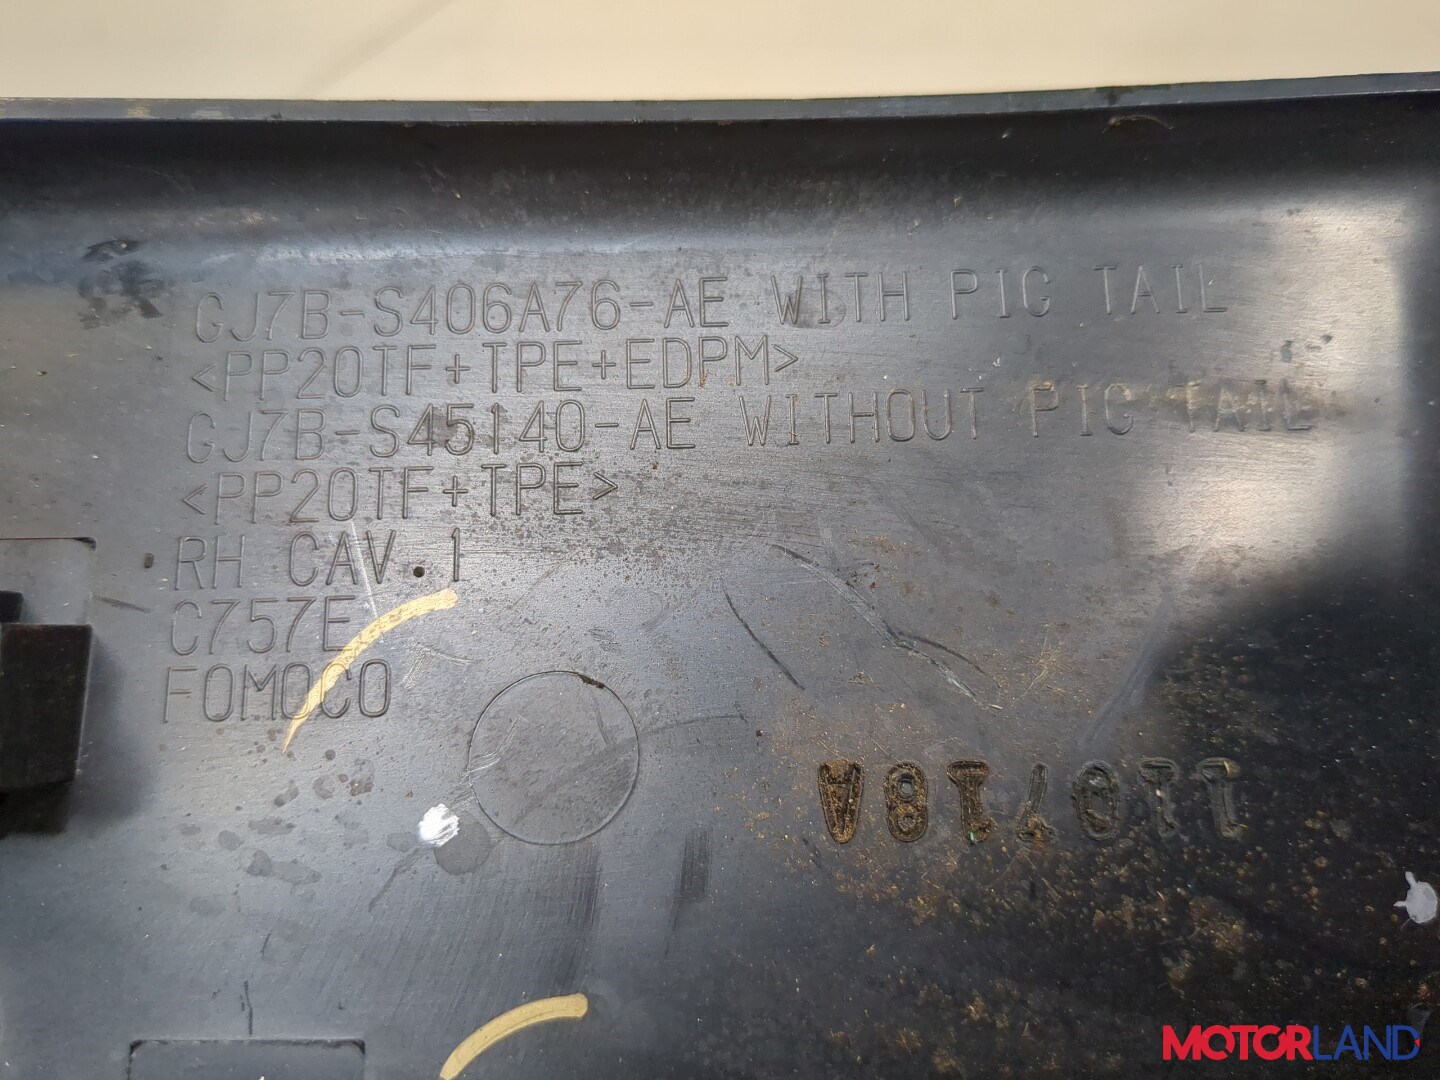 GJ7B-S406A76-AE WITH PIG TAIL
<PP20TF+TPE+EDPM>
GJ7B-S45140-AE WITHOUT PIG TAIL
<PP20TF+TPE>
RH CAV.1
C757E
FOMOCO
110718A
MOTORLAND